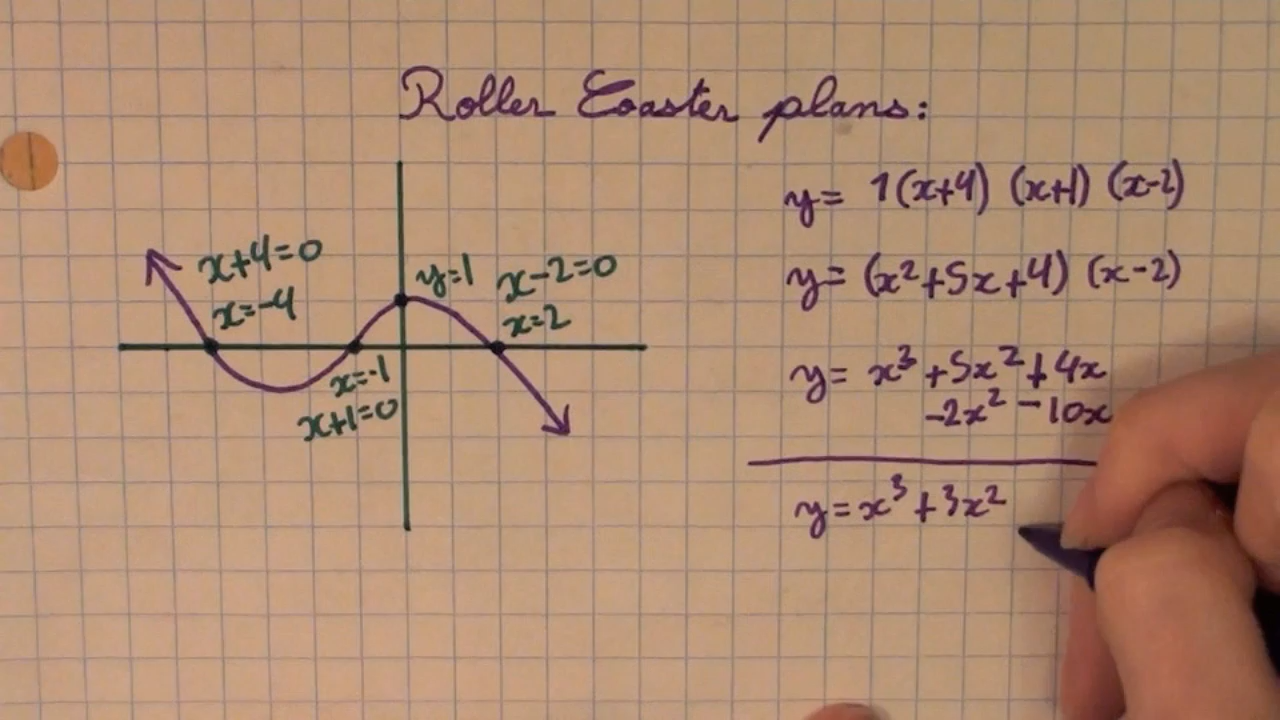 Roller Coaster plans:
x+4=0
x=-4
y=1
x-2=0
x=2
x=-1
x+1=0
y= 1(x+4) (x+1) (x-2)
y= (x²+5x+4) (x-2)
y= x³+5x²+4x
-2x²-10x
y=x³+3x²